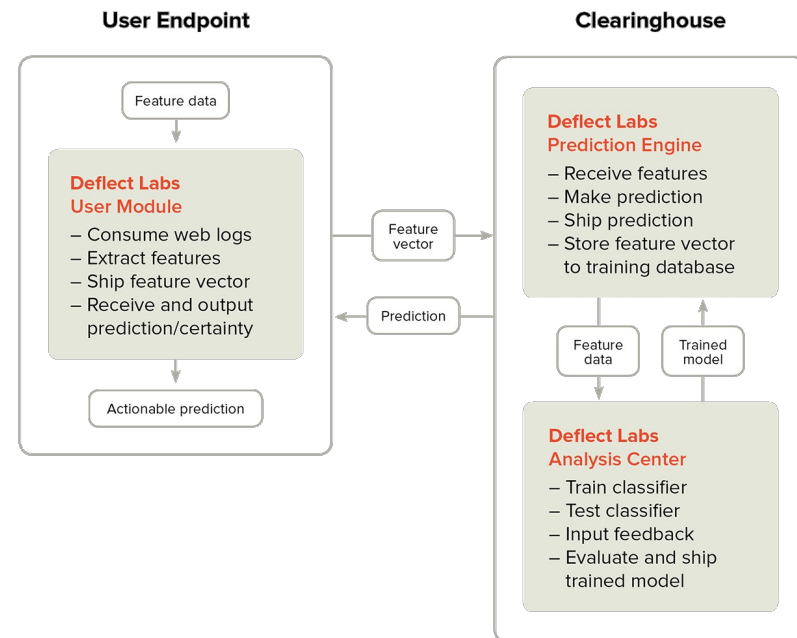 User Endpoint
Feature data
Deflect Labs
User Module
– Consume web logs
– Extract features
– Ship feature vector
– Receive and output
prediction/certainty
Actionable prediction
Feature
vector
Prediction
Clearinghouse
Deflect Labs
Prediction Engine
– Receive features
– Make prediction
– Ship prediction
– Store feature vector
to training database
Feature
data
Trained
model
Deflect Labs
Analysis Center
– Train classifier
– Test classifier
– Input feedback
– Evaluate and ship
trained model